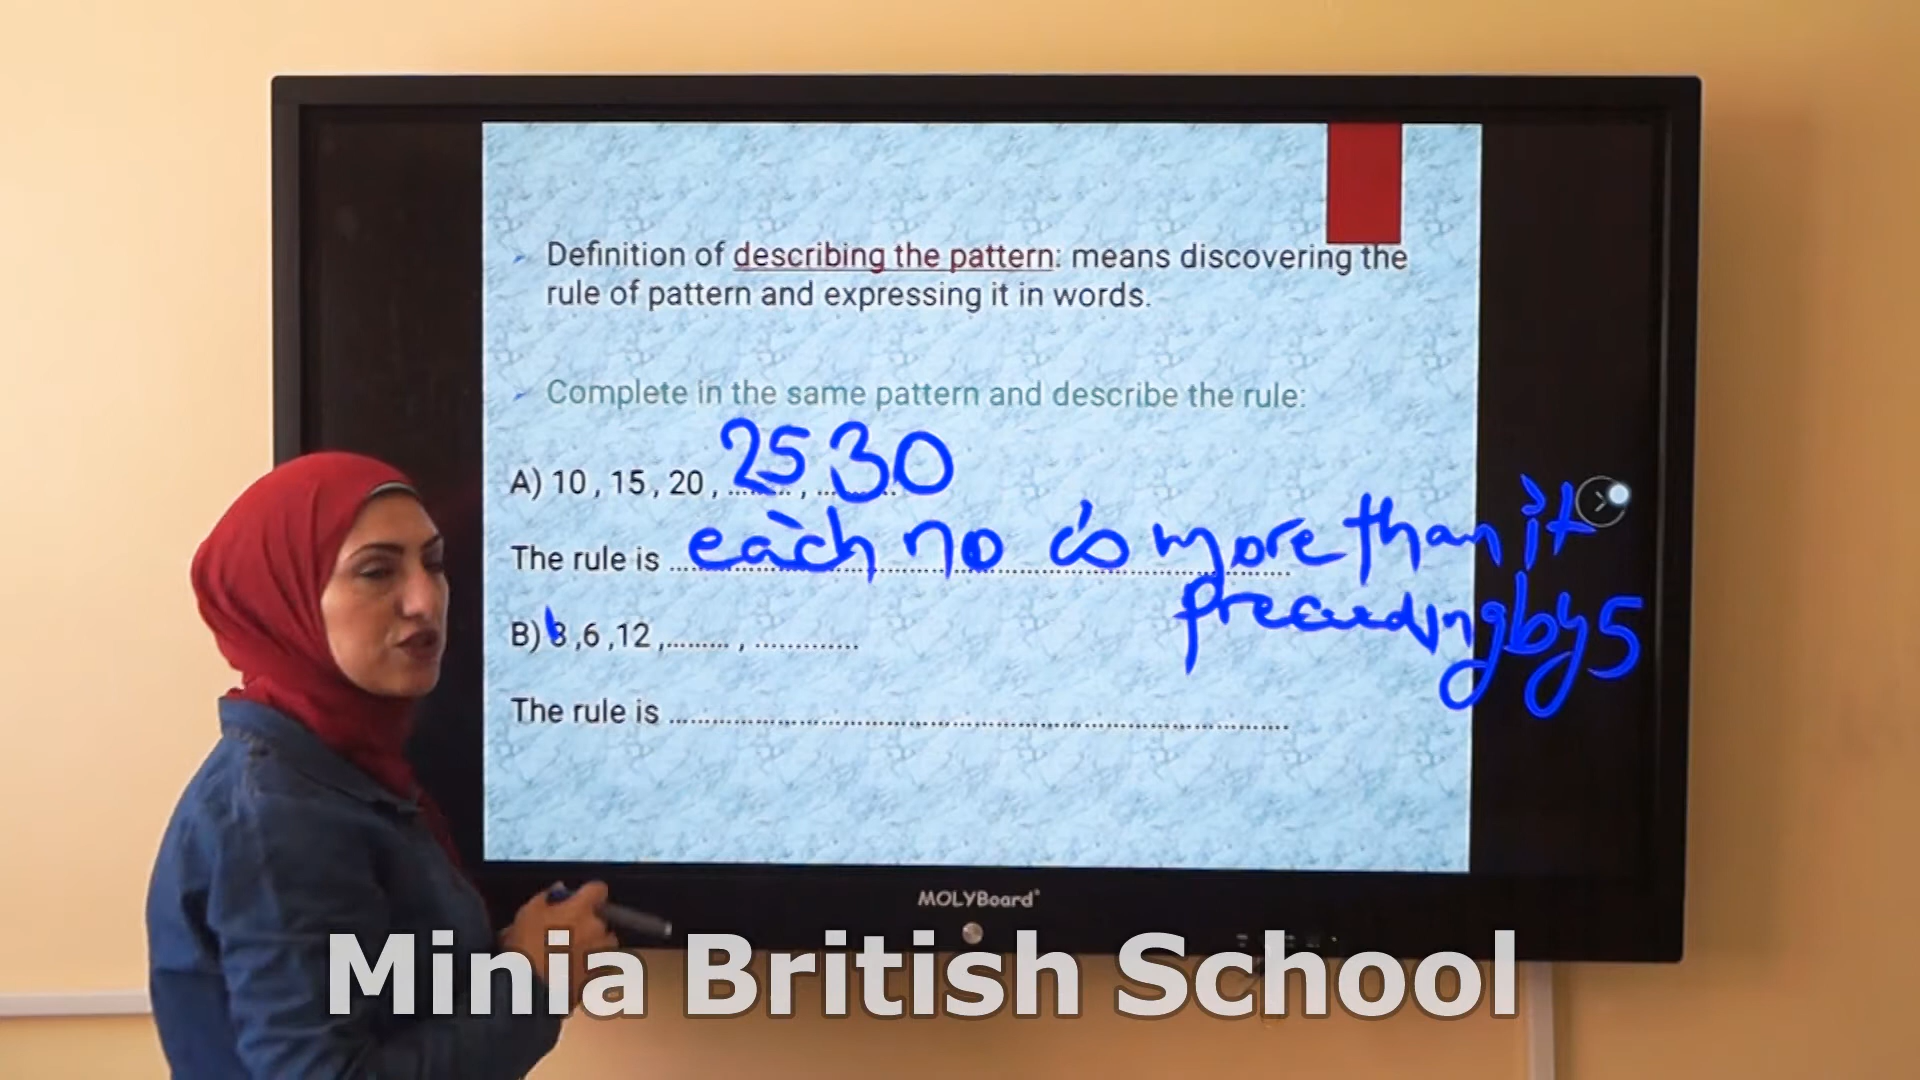 Definition of describing the pattern: means discovering the
rule of pattern and expressing it in words.
Complete in the same pattern and describe the rule:
A) 10 , 15 , 20 , 25 , 30
The rule is each no is more than it
preceeding by 5
B) 3 ,6 ,12 ,........ , .............
The rule is ........................................................................
MOLYBoard
Minia British School